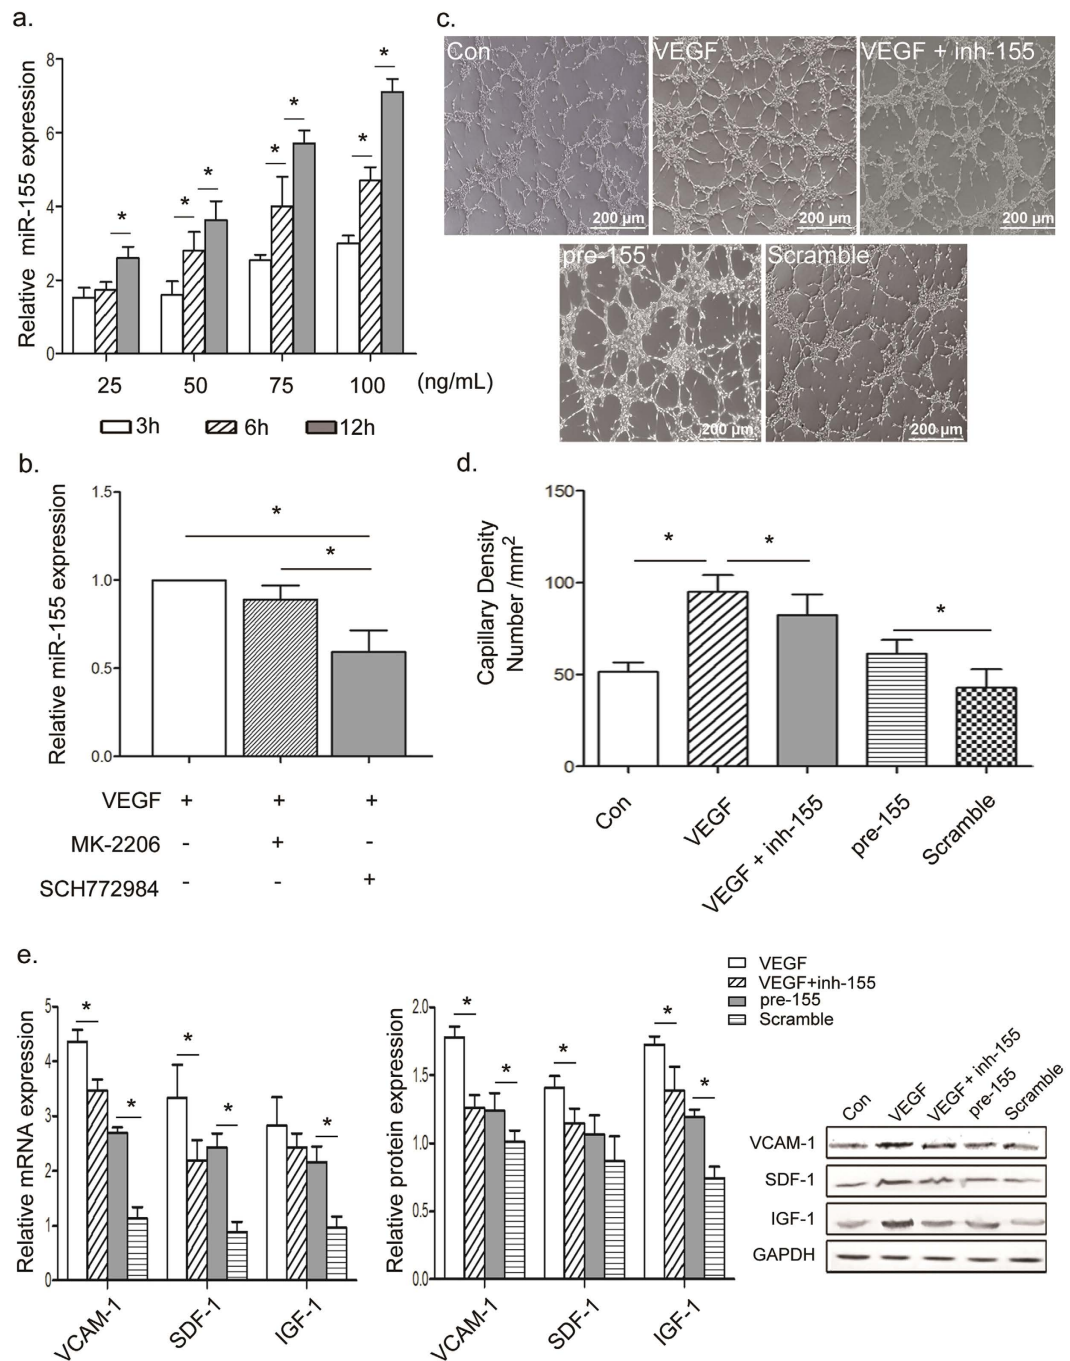 a.
Relative miR-155 expression
8
6
4
2
0
*
*
*
*
*
*
*
25 50 75 100 (ng/mL)
3h 6h 12h
c.
Con
VEGF
VEGF + inh-155
200 µm
200 µm
200 µm
pre-155
Scramble
200 µm
200 µm
b.
Relative miR-155 expression
1.5
1.0
0.5
0.0
*
*
VEGF + + +
MK-2206 - + -
SCH772984 - - +
d.
Capillary Density
Number /mm2
150
100
50
0
*
*
*
Con
VEGF
VEGF + inh-155
pre-155
Scramble
e.
Relative mRNA expression
5
4
3
2
1
0
*
*
*
*
*
VCAM-1
SDF-1
IGF-1
Relative protein expression
2.0
1.5
1.0
0.5
0.0
*
*
*
*
*
VCAM-1
SDF-1
IGF-1
VEGF
VEGF+inh-155
pre-155
Scramble
Con
VEGF
VEGF + inh-155
pre-155
Scramble
VCAM-1
SDF-1
IGF-1
GAPDH